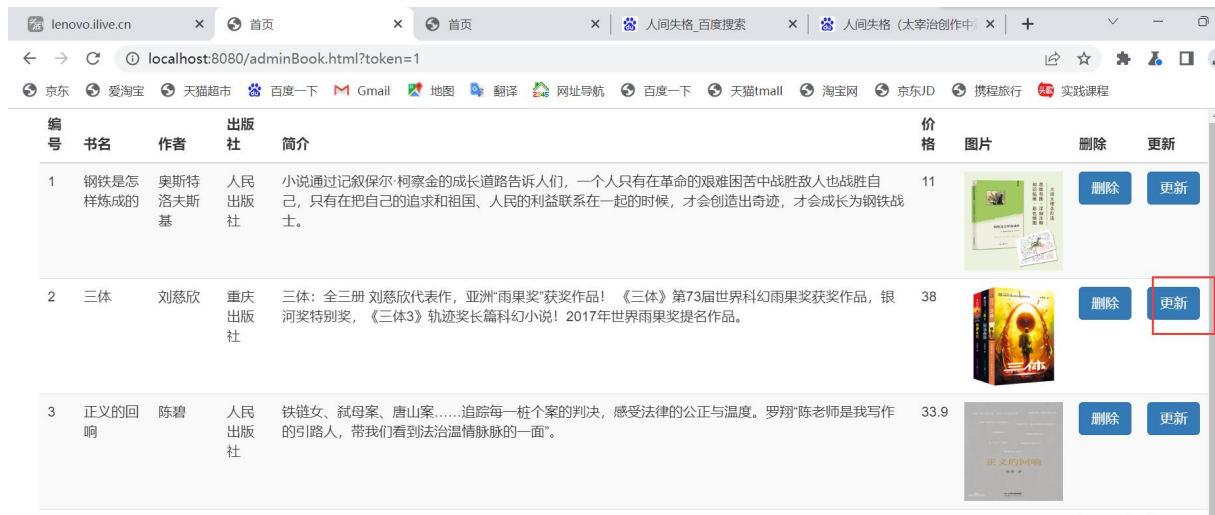 lenovo.ilive.cn 首页 首页 人间失格_百度搜索 人间失格（太宰治创作中
localhost:8080/adminBook.html?token=1
京东 爱淘宝 天猫超市 百度一下 Gmail 地图 翻译 网址导航 百度一下 天猫tmall 淘宝网 京东JD 携程旅行 实践课程
编号 书名 作者 出版社 简介 价格 图片 删除 更新
1 钢铁是怎样炼成的 奥斯特洛夫斯基 人民出版社 小说通过记叙保尔·柯察金的成长道路告诉人们，一个人只有在革命的艰难困苦中战胜敌人也战胜自
己，只有在把自己的追求和祖国、人民的利益联系在一起的时候，才会创造出奇迹，才会成长为钢铁战
士。 11 删除 更新
2 三体 刘慈欣 重庆出版社 三体：全三册 刘慈欣代表作，亚洲“雨果奖”获奖作品！ 《三体》第73届世界科幻雨果奖获奖作品，银
河奖特别奖，《三体3》轨迹奖长篇科幻小说！2017年世界雨果奖提名作品。 38 三体 删除 更新
3 正义的回响 陈碧 人民出版社 铁链女、弑母案、唐山案……追踪每一桩个案的判决，感受法律的公正与温度。罗翔“陈老师是我写作
的引路人，带我们看到法治温情脉脉的一面”。 33.9 正义的回响 删除 更新